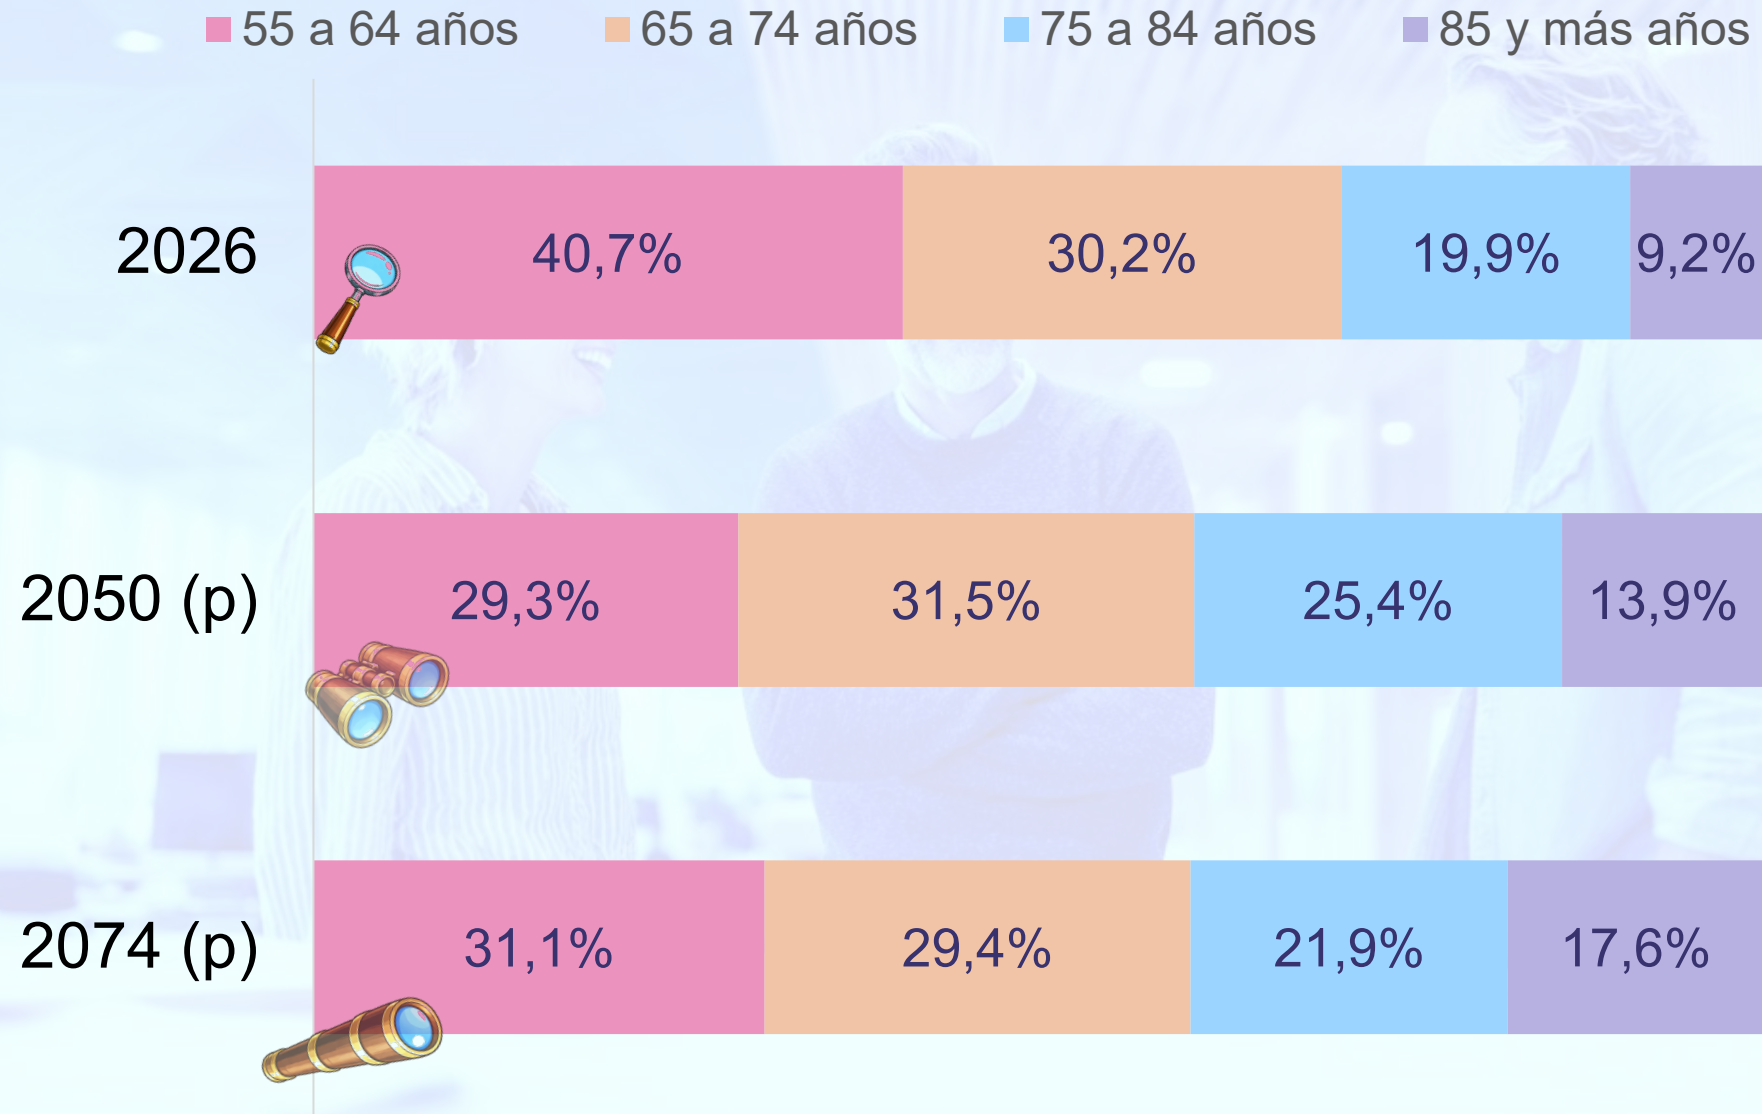 55 a 64 años 65 a 74 años 75 a 84 años 85 y más años
2026 40,7% 30,2% 19,9% 9,2%
2050 (p) 29,3% 31,5% 25,4% 13,9%
2074 (p) 31,1% 29,4% 21,9% 17,6%